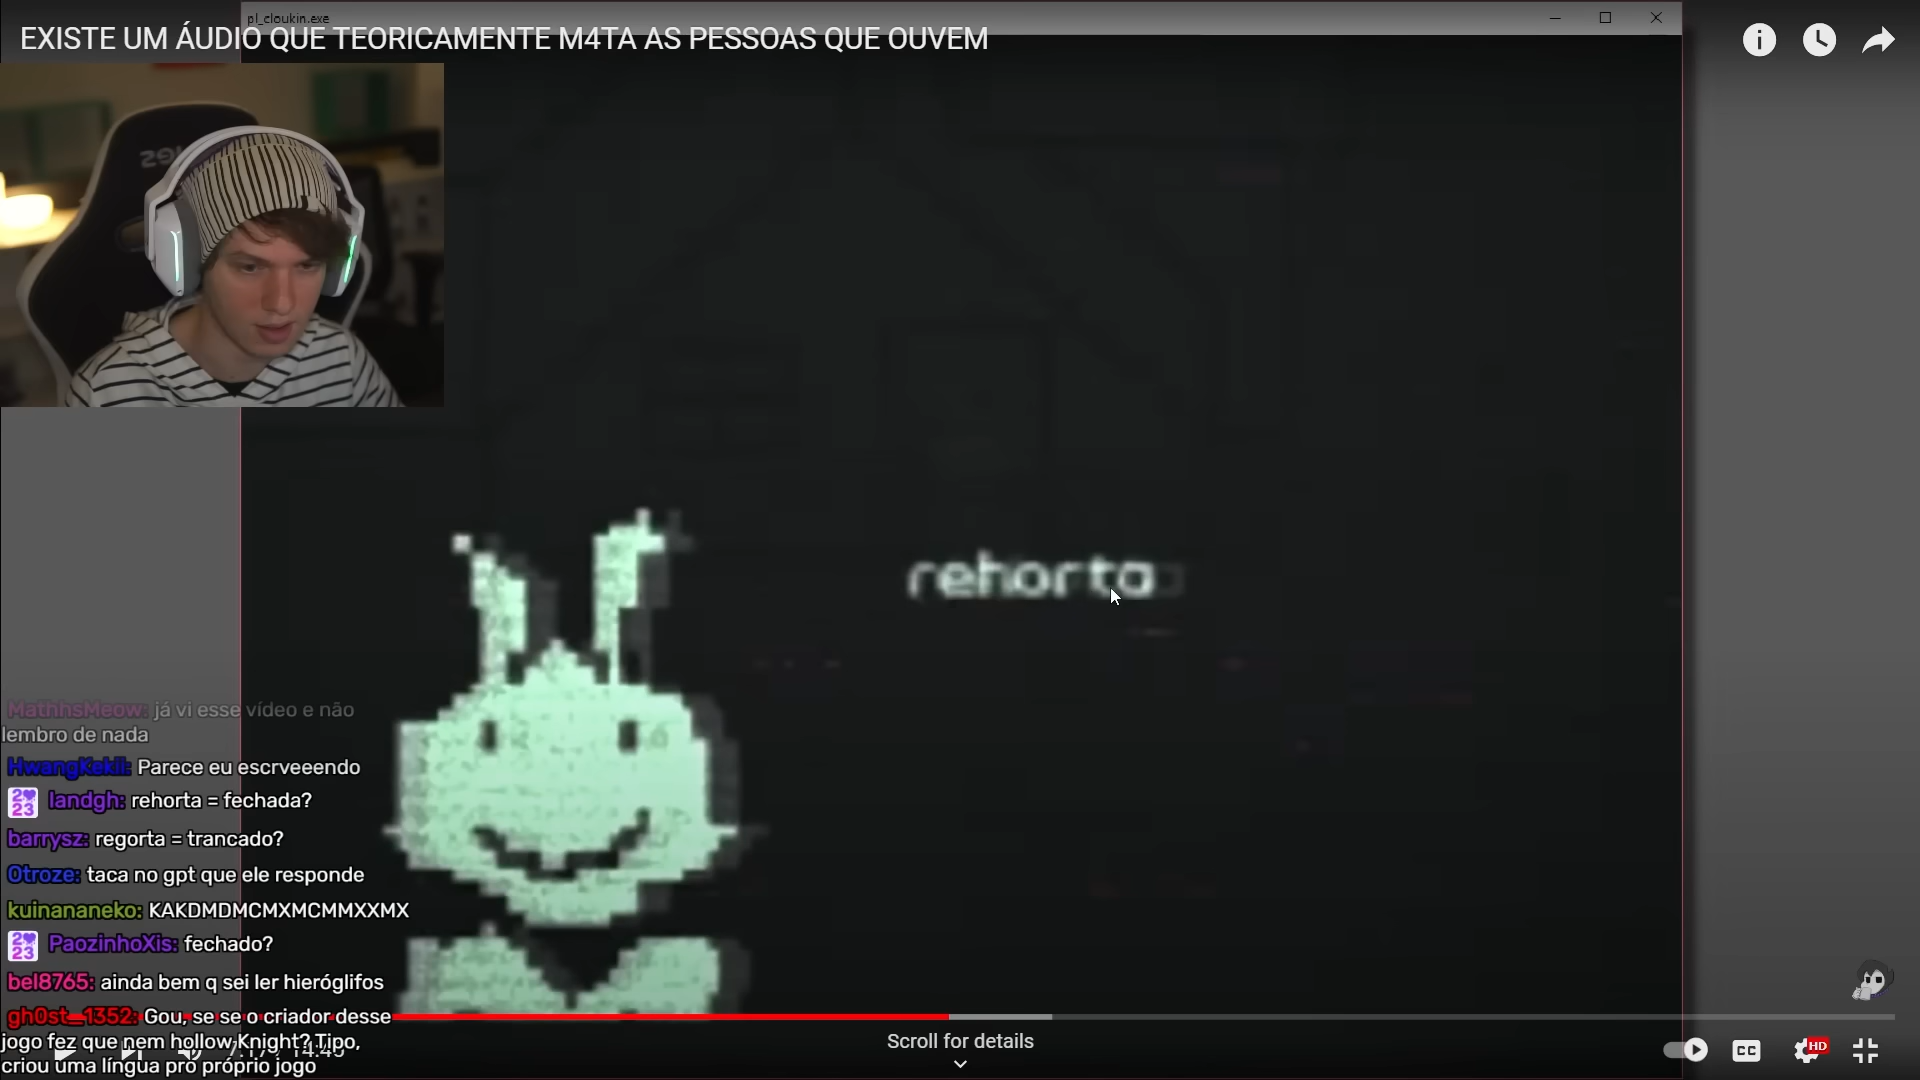 pl_cloukin.exe
EXISTE UM ÁUDIO QUE TEORICAMENTE M4TA AS PESSOAS QUE OUVEM
rehorta
MathhsMeow: já vi esse vídeo e não
lembro de nada
HwangKekii: Parece eu escrveeendo
landgh: rehorta = fechada?
barrysz: regorta = trancado?
Otroze: taca no gpt que ele responde
kuinananeko: KAKDMDMCMXMCMMXXMX
PaozinhoXis: fechado?
bel8765: ainda bem q sei ler hieróglifos
gh0st_1352: Gou, se se o criador desse
jogo fez que nem hollow Knight? Tipo,
criou uma língua pro próprio jogo
Scroll for details
CC
HD